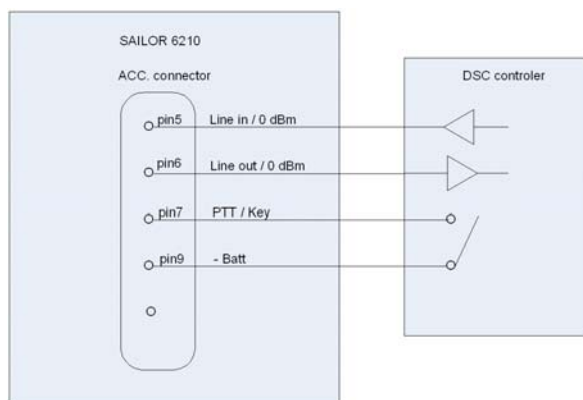 SAILOR 6210
ACC. connector
DSC controler
pin5 Line in / 0 dBm
pin6 Line out / 0 dBm
pin7 PTT / Key
pin9 - Batt